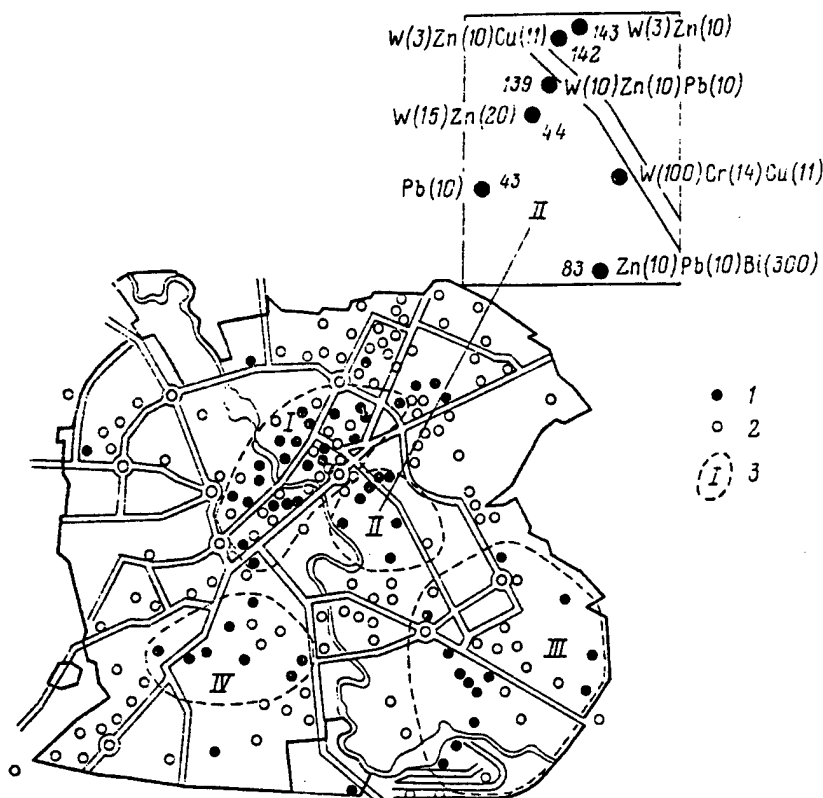 W(3)Zn(10)Cu(11)
143 W(3)Zn(10)
142
139 W(10)Zn(10)Pb(10)
W(15)Zn(20)
44
Pb(10) 43
W(100)Cr(14)Cu(11)
II
83 Zn(10)Pb(10)Bi(300)
I
1
2
I 3
II
III
IV